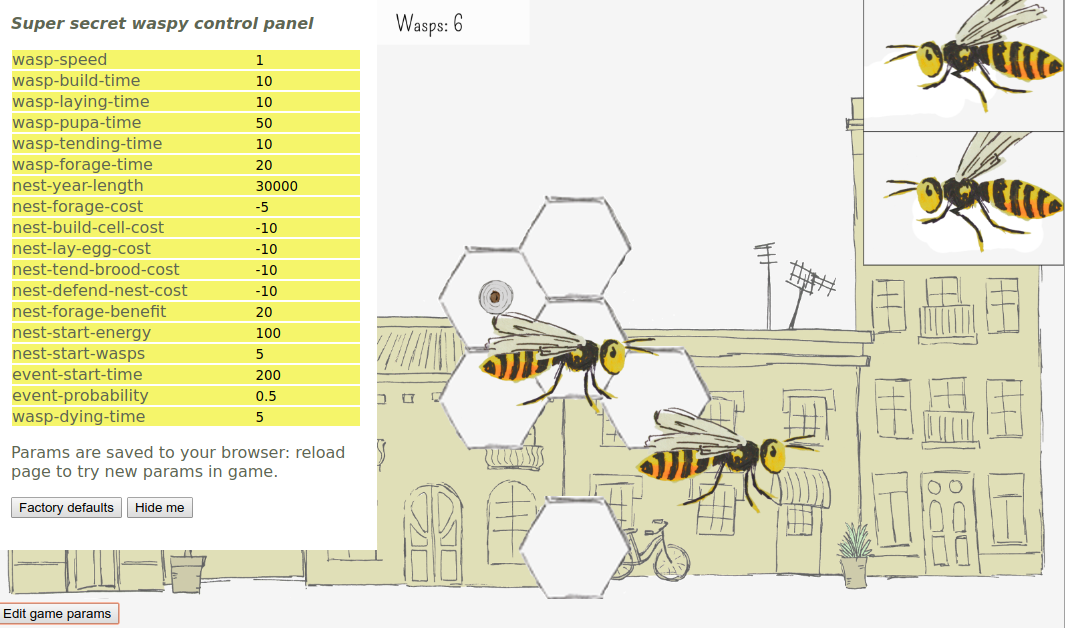 Super secret waspy control panel
Wasps: 6
wasp-speed 1
wasp-build-time 10
wasp-laying-time 10
wasp-pupa-time 50
wasp-tending-time 10
wasp-forage-time 20
nest-year-length 30000
nest-forage-cost -5
nest-build-cell-cost -10
nest-lay-egg-cost -10
nest-tend-brood-cost -10
nest-defend-nest-cost -10
nest-forage-benefit 20
nest-start-energy 100
nest-start-wasps 5
event-start-time 200
event-probability 0.5
wasp-dying-time 5
Params are saved to your browser: reload
page to try new params in game.
Factory defaults Hide me
Edit game params